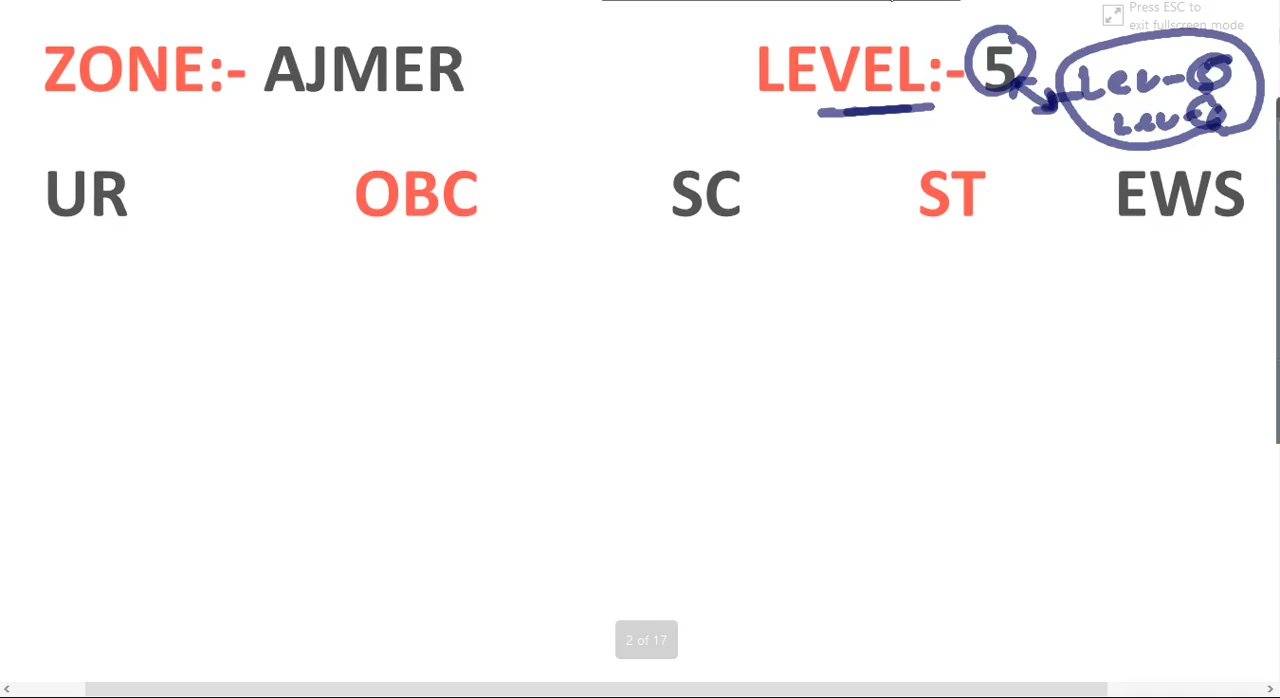 Press ESC to
exit fullscreen mode
ZONE:- AJMER LEVEL:- 5 Lev-
Lev-
UR OBC SC ST EWS
2 of 17